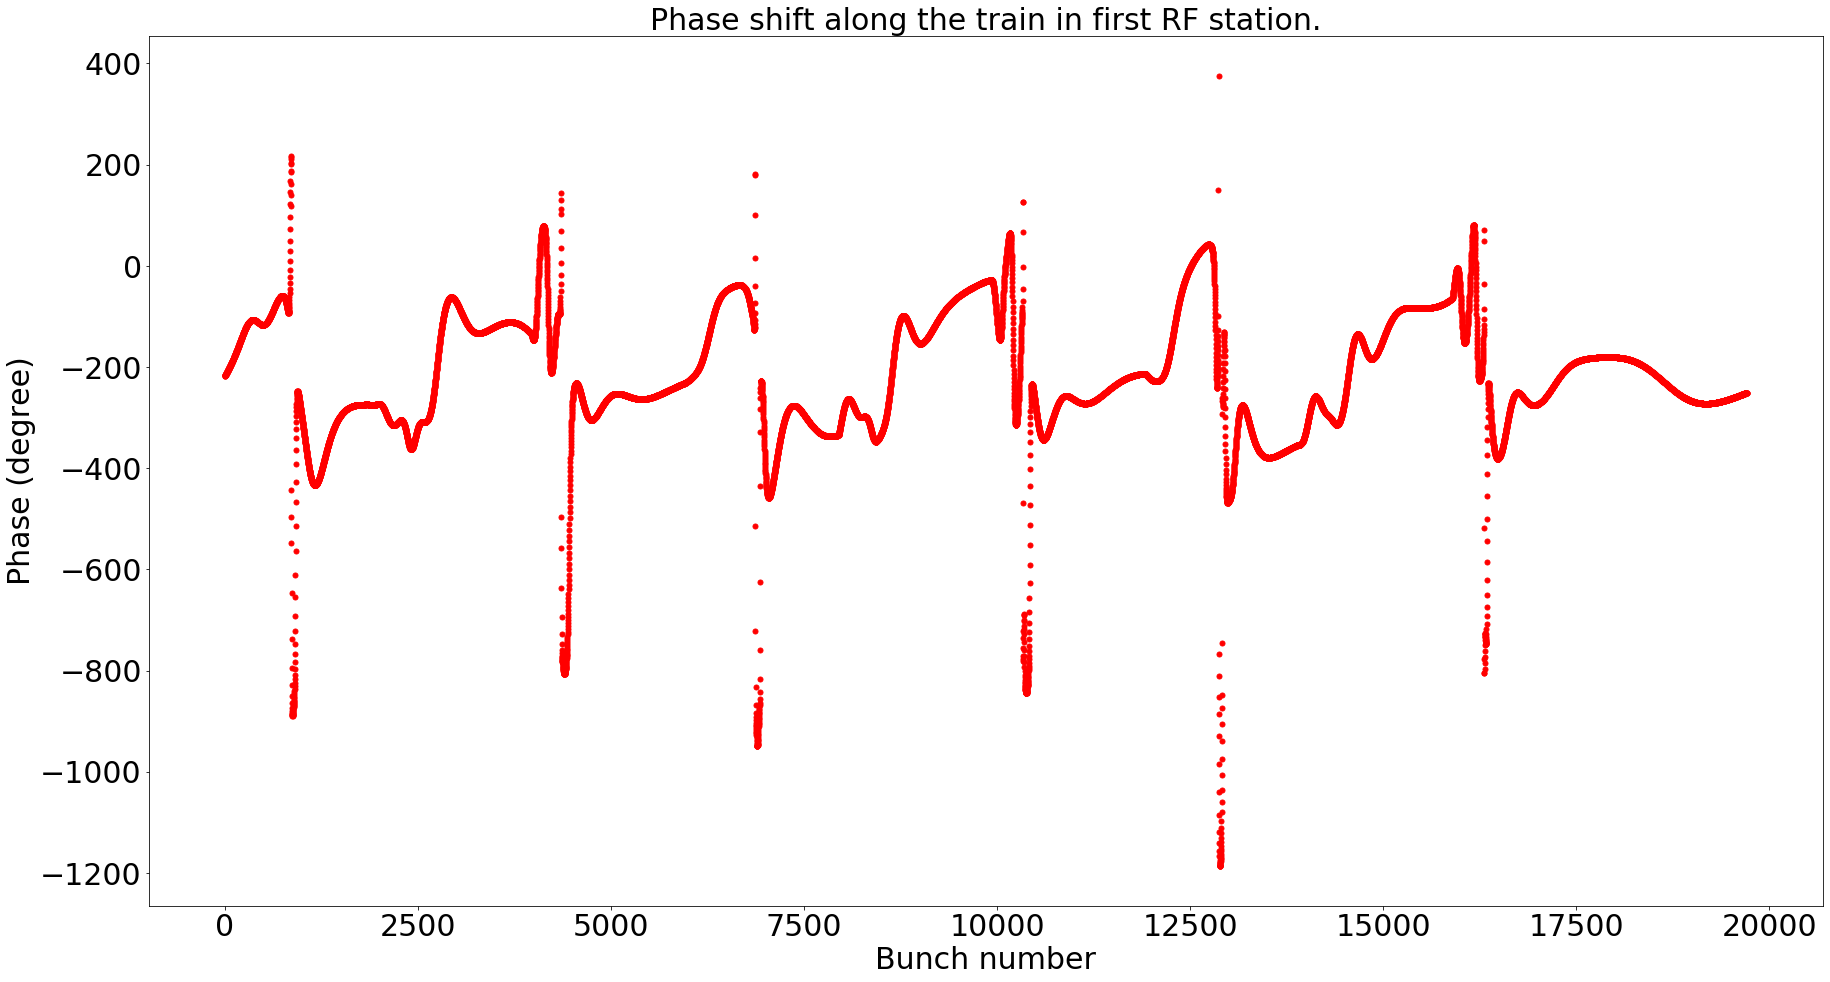 Phase shift along the train in first RF station.
400
200
0
−200
−400
−600
−800
−1000
−1200
Phase (degree)
0 2500 5000 7500 10000 12500 15000 17500 20000
Bunch number